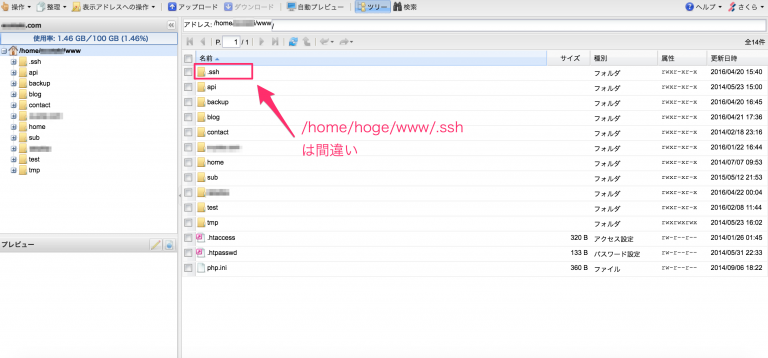 操作 整理 表示アドレスへの操作 アップロード ダウンロード 自動プレビュー ツリー 検索 ヘルプ さくら
.com
アドレス: /home/ /www /
使用率: 1.46 GB／100 GB (1.46%)
P. 1 / 1 全14件
/home/ /www
名前 サイズ 種別 属性 更新日時
.ssh
api
backup
blog
contact
home
sub
test
tmp
.ssh フォルダ rwxr-xr-x 2016/04/20 15:40
api フォルダ rwxr-xr-x 2014/05/23 15:00
backup フォルダ rwxr-xr-x 2016/04/20 16:45
blog フォルダ rwxr-xr-x 2016/04/21 17:36
contact フォルダ rwxr-xr-x 2014/02/18 23:16
フォルダ rwxr-xr-x 2016/01/22 16:44
home フォルダ rwxr-xr-x 2014/07/07 09:53
sub フォルダ rwxr-xr-x 2015/05/12 21:53
フォルダ rwxr-xr-x 2016/04/22 00:04
test フォルダ rwxr-xr-x 2016/02/08 11:44
tmp フォルダ rwxrwxrwx 2014/05/23 16:02
.htaccess 320 B アクセス設定 rw-r--r-- 2014/01/26 01:45
.htpasswd 133 B パスワード設定 rw-r--r-- 2014/05/31 22:33
php.ini 360 B ファイル rw-r--r-- 2014/09/06 18:22
/home/hoge/www/.ssh
は間違い
プレビュー